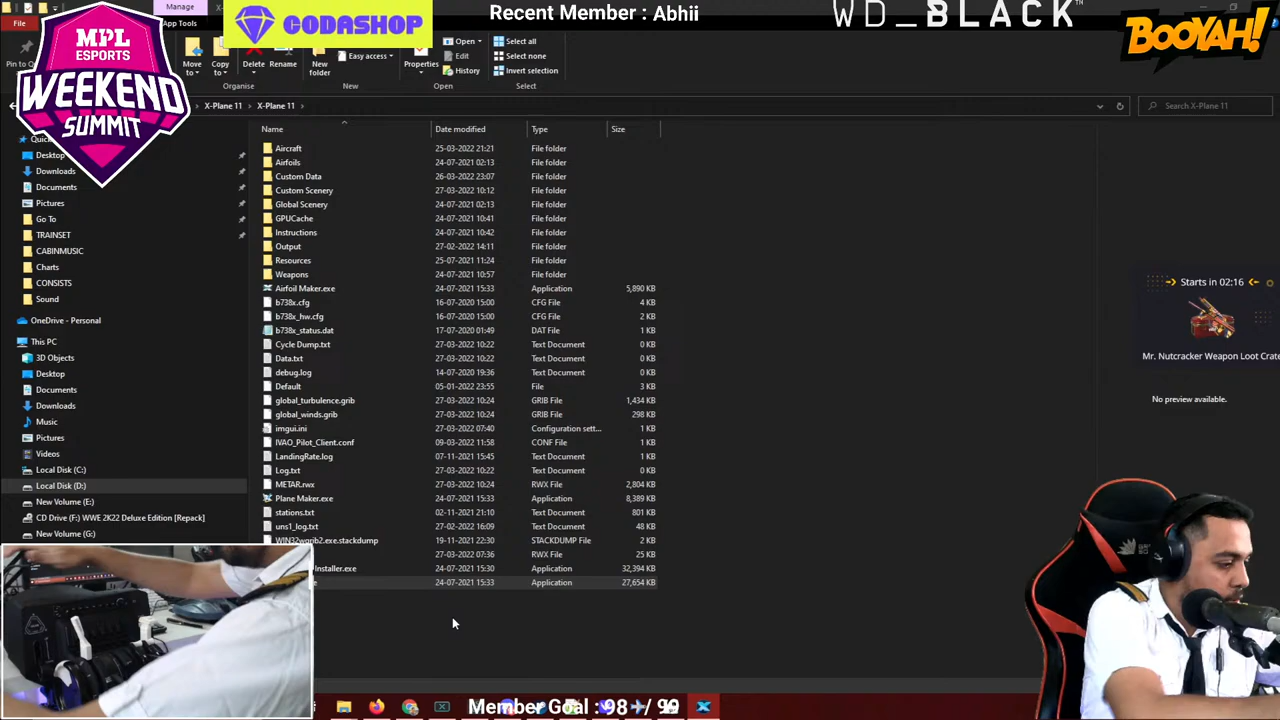 Recent Member : Abhii
WD_BLACK™
BOOYAH!
CODASHOP
MPL
ESPORTS
WEEKEND
SUMMIT
File
Manage
App Tools
Move to
Copy to
Delete
Rename
New folder
Easy access
Properties
Open
Edit
History
Select all
Select none
Invert selection
Organise
New
Open
Select
X-Plane 11 > X-Plane 11 >
Search X-Plane 11
Name Date modified Type Size
Aircraft 25-03-2022 21:21 File folder
Airfoils 24-07-2021 02:13 File folder
Custom Data 26-03-2022 23:07 File folder
Custom Scenery 27-03-2022 10:12 File folder
Global Scenery 24-07-2021 02:13 File folder
GPUCache 24-07-2021 10:41 File folder
Instructions 24-07-2021 10:42 File folder
Output 27-02-2022 14:11 File folder
Resources 25-07-2021 11:24 File folder
Weapons 24-07-2021 10:57 File folder
Airfoil Maker.exe 24-07-2021 15:33 Application 5,890 KB
b738x.cfg 16-07-2020 15:00 CFG File 4 KB
b738x_hw.cfg 16-07-2020 15:00 CFG File 2 KB
b738x_status.dat 17-07-2020 01:49 DAT File 1 KB
Cycle Dump.txt 27-03-2022 10:22 Text Document 0 KB
Data.txt 27-03-2022 10:22 Text Document 0 KB
debug.log 14-07-2020 19:36 Text Document 0 KB
Default 05-01-2022 23:55 File 3 KB
global_turbulence.grib 27-03-2022 10:24 GRIB File 1,434 KB
global_winds.grib 27-03-2022 10:24 GRIB File 298 KB
imgui.ini 27-03-2022 07:40 Configuration sett... 1 KB
IVAO_Pilot_Client.conf 09-03-2022 11:58 CONF File 1 KB
LandingRate.log 07-11-2021 15:45 Text Document 1 KB
Log.txt 27-03-2022 10:22 Text Document 0 KB
METAR.rwx 27-03-2022 10:24 RWX File 2,804 KB
Plane Maker.exe 24-07-2021 15:33 Application 8,389 KB
stations.txt 02-11-2021 21:10 Text Document 801 KB
uns1_log.txt 27-02-2022 16:09 Text Document 48 KB
WIN32wgrib2.exe.stackdump 19-11-2021 22:30 STACKDUMP File 2 KB
27-03-2022 07:36 RWX File 25 KB
Installer.exe 24-07-2021 15:30 Application 32,394 KB
24-07-2021 15:33 Application 27,654 KB
Desktop
Downloads
Documents
Pictures
Go To
TRAINSET
CABINMUSIC
Charts
CONSISTS
Sound
OneDrive - Personal
This PC
3D Objects
Desktop
Documents
Downloads
Music
Pictures
Videos
Local Disk (C:)
Local Disk (D:)
New Volume (E:)
CD Drive (F:) WWE 2K22 Deluxe Edition [Repack]
New Volume (G:)
Starts in 02:16
Mr. Nutcracker Weapon Loot Crate
No preview available.
Member Goal : 98 / 99